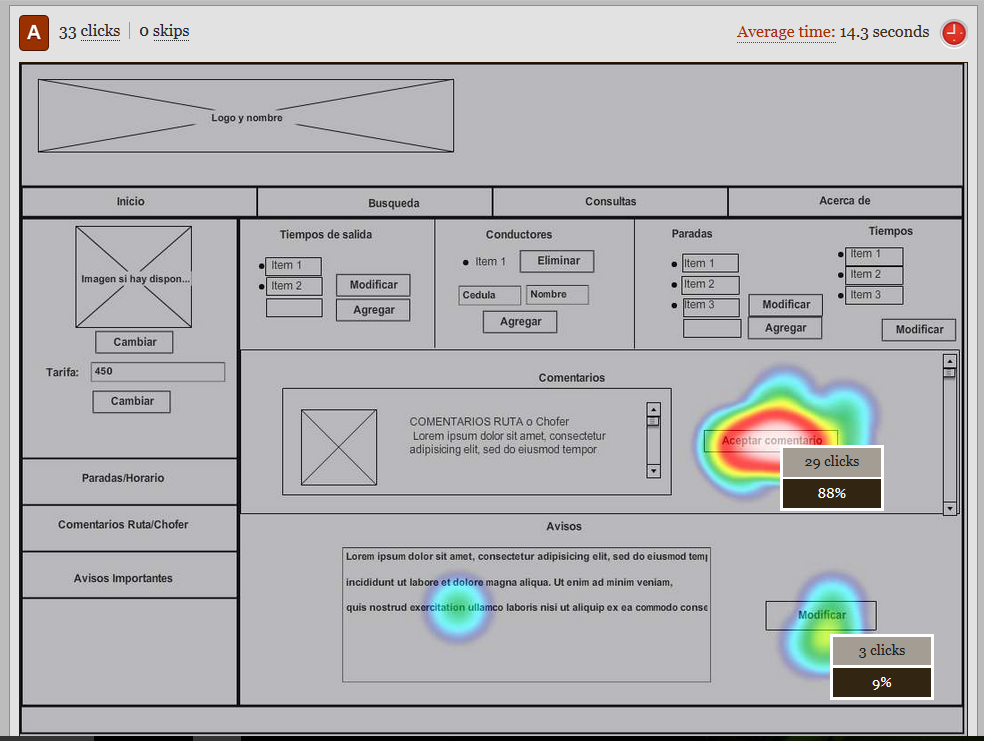 A 33 clicks 0 skips Average time: 14.3 seconds
Logo y nombre
Inicio Busqueda Consultas Acerca de
Imagen si hay dispon...
Cambiar
Tarifa: 450
Cambiar
Paradas/Horario
Comentarios Ruta/Chofer
Avisos Importantes
Tiempos de salida
Item 1
Item 2
Modificar
Agregar
Conductores
Item 1 Eliminar
Cedula Nombre
Agregar
Paradas
Item 1
Item 2
Item 3
Modificar
Agregar
Tiempos
Item 1
Item 2
Item 3
Modificar
Comentarios
COMENTARIOS RUTA o Chofer
Lorem ipsum dolor sit amet, consectetur
adipisicing elit, sed do eiusmod tempor
Aceptar comentario
29 clicks
88%
Avisos
Lorem ipsum dolor sit amet, consectetur adipisicing elit, sed do eiusmod temp
incididunt ut labore et dolore magna aliqua. Ut enim ad minim veniam,
quis nostrud exercitation ullamco laboris nisi ut aliquip ex ea commodo conse
Modificar
3 clicks
9%